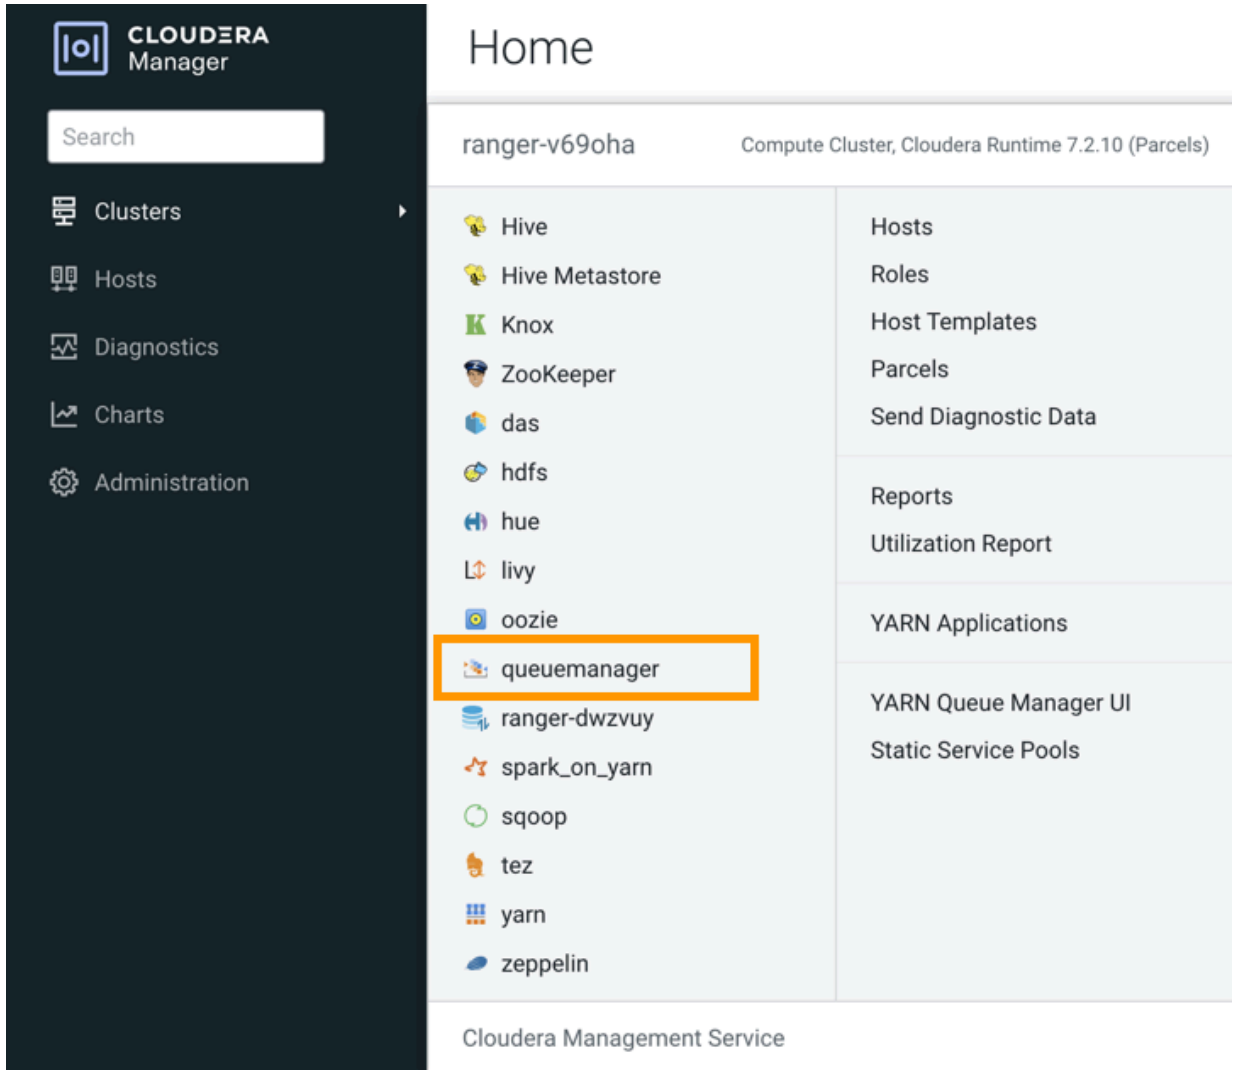 CLOUDERA
Manager
Search
Clusters
Hosts
Diagnostics
Charts
Administration
Home
ranger-v69oha
Compute Cluster, Cloudera Runtime 7.2.10 (Parcels)
Hive
Hive Metastore
Knox
ZooKeeper
das
hdfs
hue
livy
oozie
queuemanager
ranger-dwzvuy
spark_on_yarn
sqoop
tez
yarn
zeppelin
Hosts
Roles
Host Templates
Parcels
Send Diagnostic Data
Reports
Utilization Report
YARN Applications
YARN Queue Manager UI
Static Service Pools
Cloudera Management Service